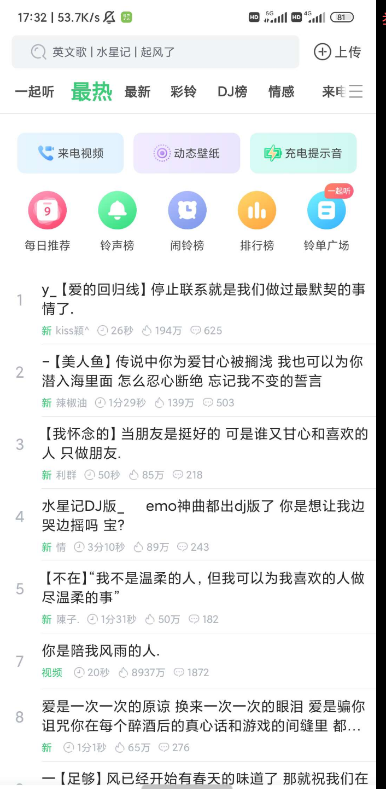 17:32 | 53.7K/s HD 5G HD 4G 81
英文歌 | 水星记 | 起风了 上传
一起听 最热 最新 彩铃 DJ榜 情感 来电
来电视频 动态壁纸 充电提示音
一起听
9
每日推荐 铃声榜 闹铃榜 排行榜 铃单广场
1 y_【爱的回归线】停止联系就是我们做过最默契的事
情了.
新 kiss颖^ 26秒 194万 625
2 –【美人鱼】传说中你为爱甘心被搁浅 我也可以为你
潜入海里面 怎么忍心断绝 忘记我不变的誓言
新 辣椒油 1分29秒 139万 503
3 【我怀念的】当朋友是挺好的 可是谁又甘心和喜欢的
人 只做朋友.
新 利群 50秒 85万 218
4 水星记DJ版_ emo神曲都出dj版了 你是想让我边
哭边摇吗 宝?
新 情 3分10秒 89万 243
5 【不在】“我不是温柔的人，但我可以为我喜欢的人做
尽温柔的事”
新 陳子. 1分31秒 50万 182
7 你是陪我风雨的人.
视频 20秒 8937万 1872
8 爱是一次一次的原谅 换来一次一次的眼泪 爱是骗你
诅咒你在每个醉酒后的真心话和游戏的间缝里 都...
新 1分1秒 65万 276
一【足够】风已经开始有春天的味道了 那就祝我们在